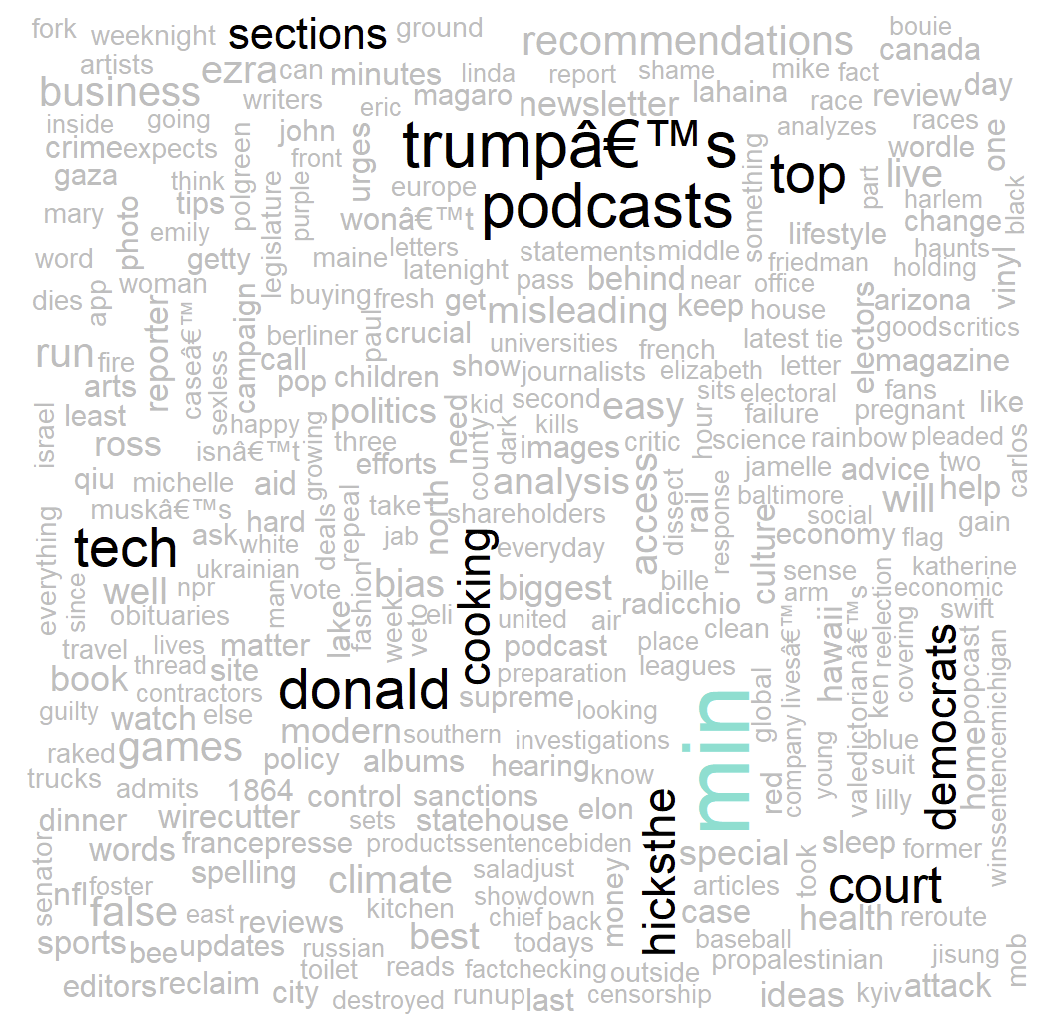 fork weeknight sections ground recommendations bouie canada
artists ezra can minutes linda report shame mike fact
business writers eric magaro newsletter lahaina race review day
inside going john urges trumpâ€™s analyzes races one
crime expects front wordle
gaza think polgreen purple europe podcasts something top part live harlem black
mary photo tips legislature wonâ€™t lifestyle change
emily letters statements middle haunts
word getty maine latenight pass behind near friedman holding vinyl
woman office
dies app campaign buying fresh get misleading keep house electors arizona
reporter caseâ€™™ berliner paul crucial universities latest tie goods critics
run fire call french magazine
arts sexless pop children show journalists elizabeth letter fans
israel least happy politics need kid second easy sits electoral pregnant like
ross isnâ€™t growing three county dark kills images critic hour failure science rainbow pleaded carlos
qiu michelle aid efforts analysis access dissect rail jamelle advice two
muskâ€™s deals repeal take north shareholders baltimore will help
everything tech ask hard white jab cooking everyday response culture social economy flag gain
since well npr ukrainian man vote fashion bias biggest bille sense economic katherine
obituaries lake week veto eli united air radicchio arm swift
travel lives matter podcast place clean livesâ€™™ valedictorianâ€™s hawaii ken reelection covering democrats popcast michigan
book thread site contractors donald preparation leagues
guilty watch else supreme looking min global company young blue home sentence wins
raked games modern southern investigations suit
trucks admits policy albums hearing know red lilly
1864 control sanctions elon
dinner wirecutter sets statehouse hicksthe
words francepresse products sentence biden special sleep former
senator nfl foster spelling climate salad just money articles took court
false east reviews kitchen showdown case health reroute
sports bee updates russian best chief back todays baseball jisung mob
editors reclaim toilet reads factchecking outside propalestinian
city destroyed runup last censorship ideas kyiv attack